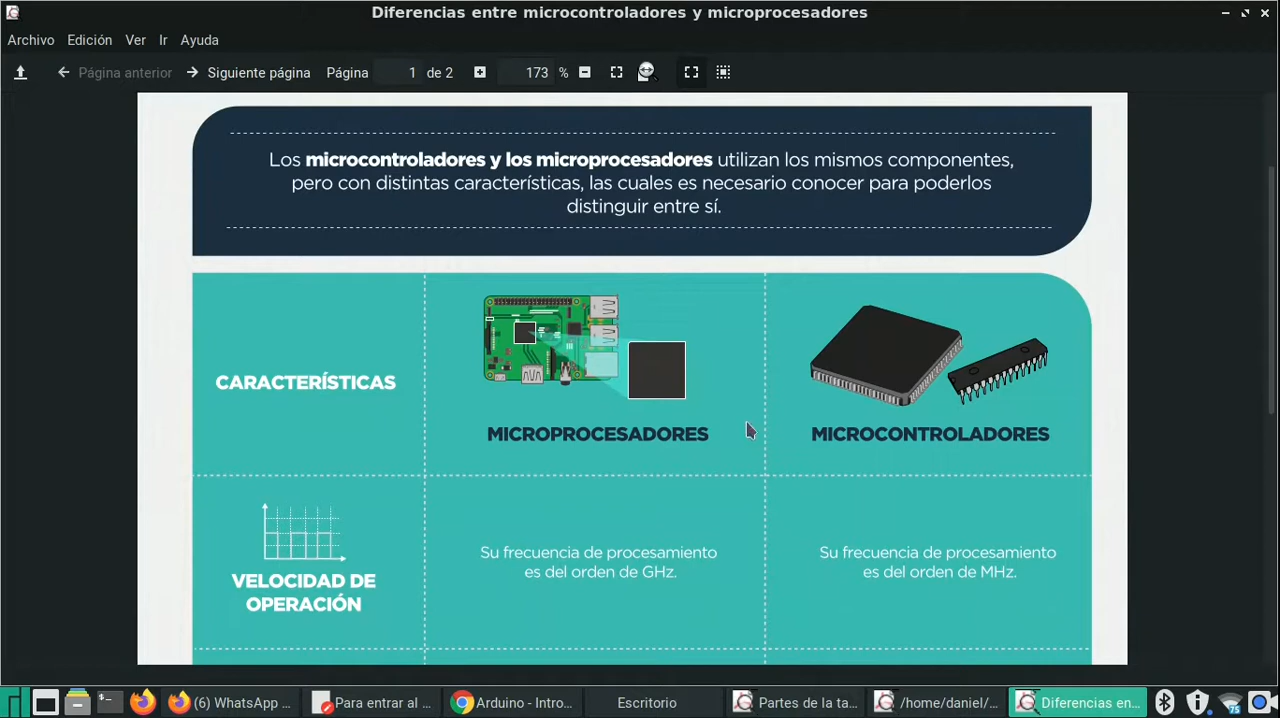 Diferencias entre microcontroladores y microprocesadores
Archivo Edición Ver Ir Ayuda
Página anterior Siguiente página Página 1 de 2 173 %
Los microcontroladores y los microprocesadores utilizan los mismos componentes,
pero con distintas características, las cuales es necesario conocer para poderlos
distinguir entre sí.
CARACTERÍSTICAS
MICROPROCESADORES
MICROCONTROLADORES
VELOCIDAD DE
OPERACIÓN
Su frecuencia de procesamiento
es del orden de GHz.
Su frecuencia de procesamiento
es del orden de MHz.
(6) WhatsApp ... Para entrar al ... Arduino - Intro... Escritorio Partes de la ta... /home/daniel/... Diferencias en... 75